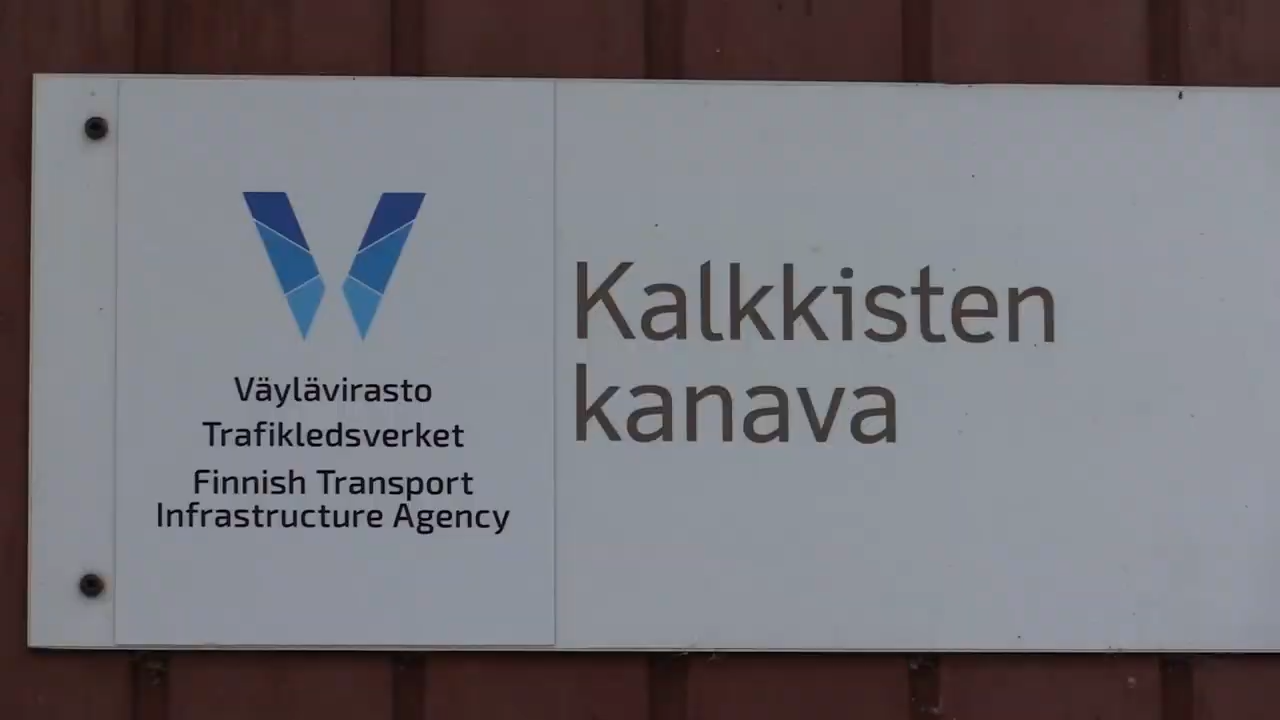 Väylävirasto
Trafikledsverket
Finnish Transport
Infrastructure Agency
Kalkkisten
kanava